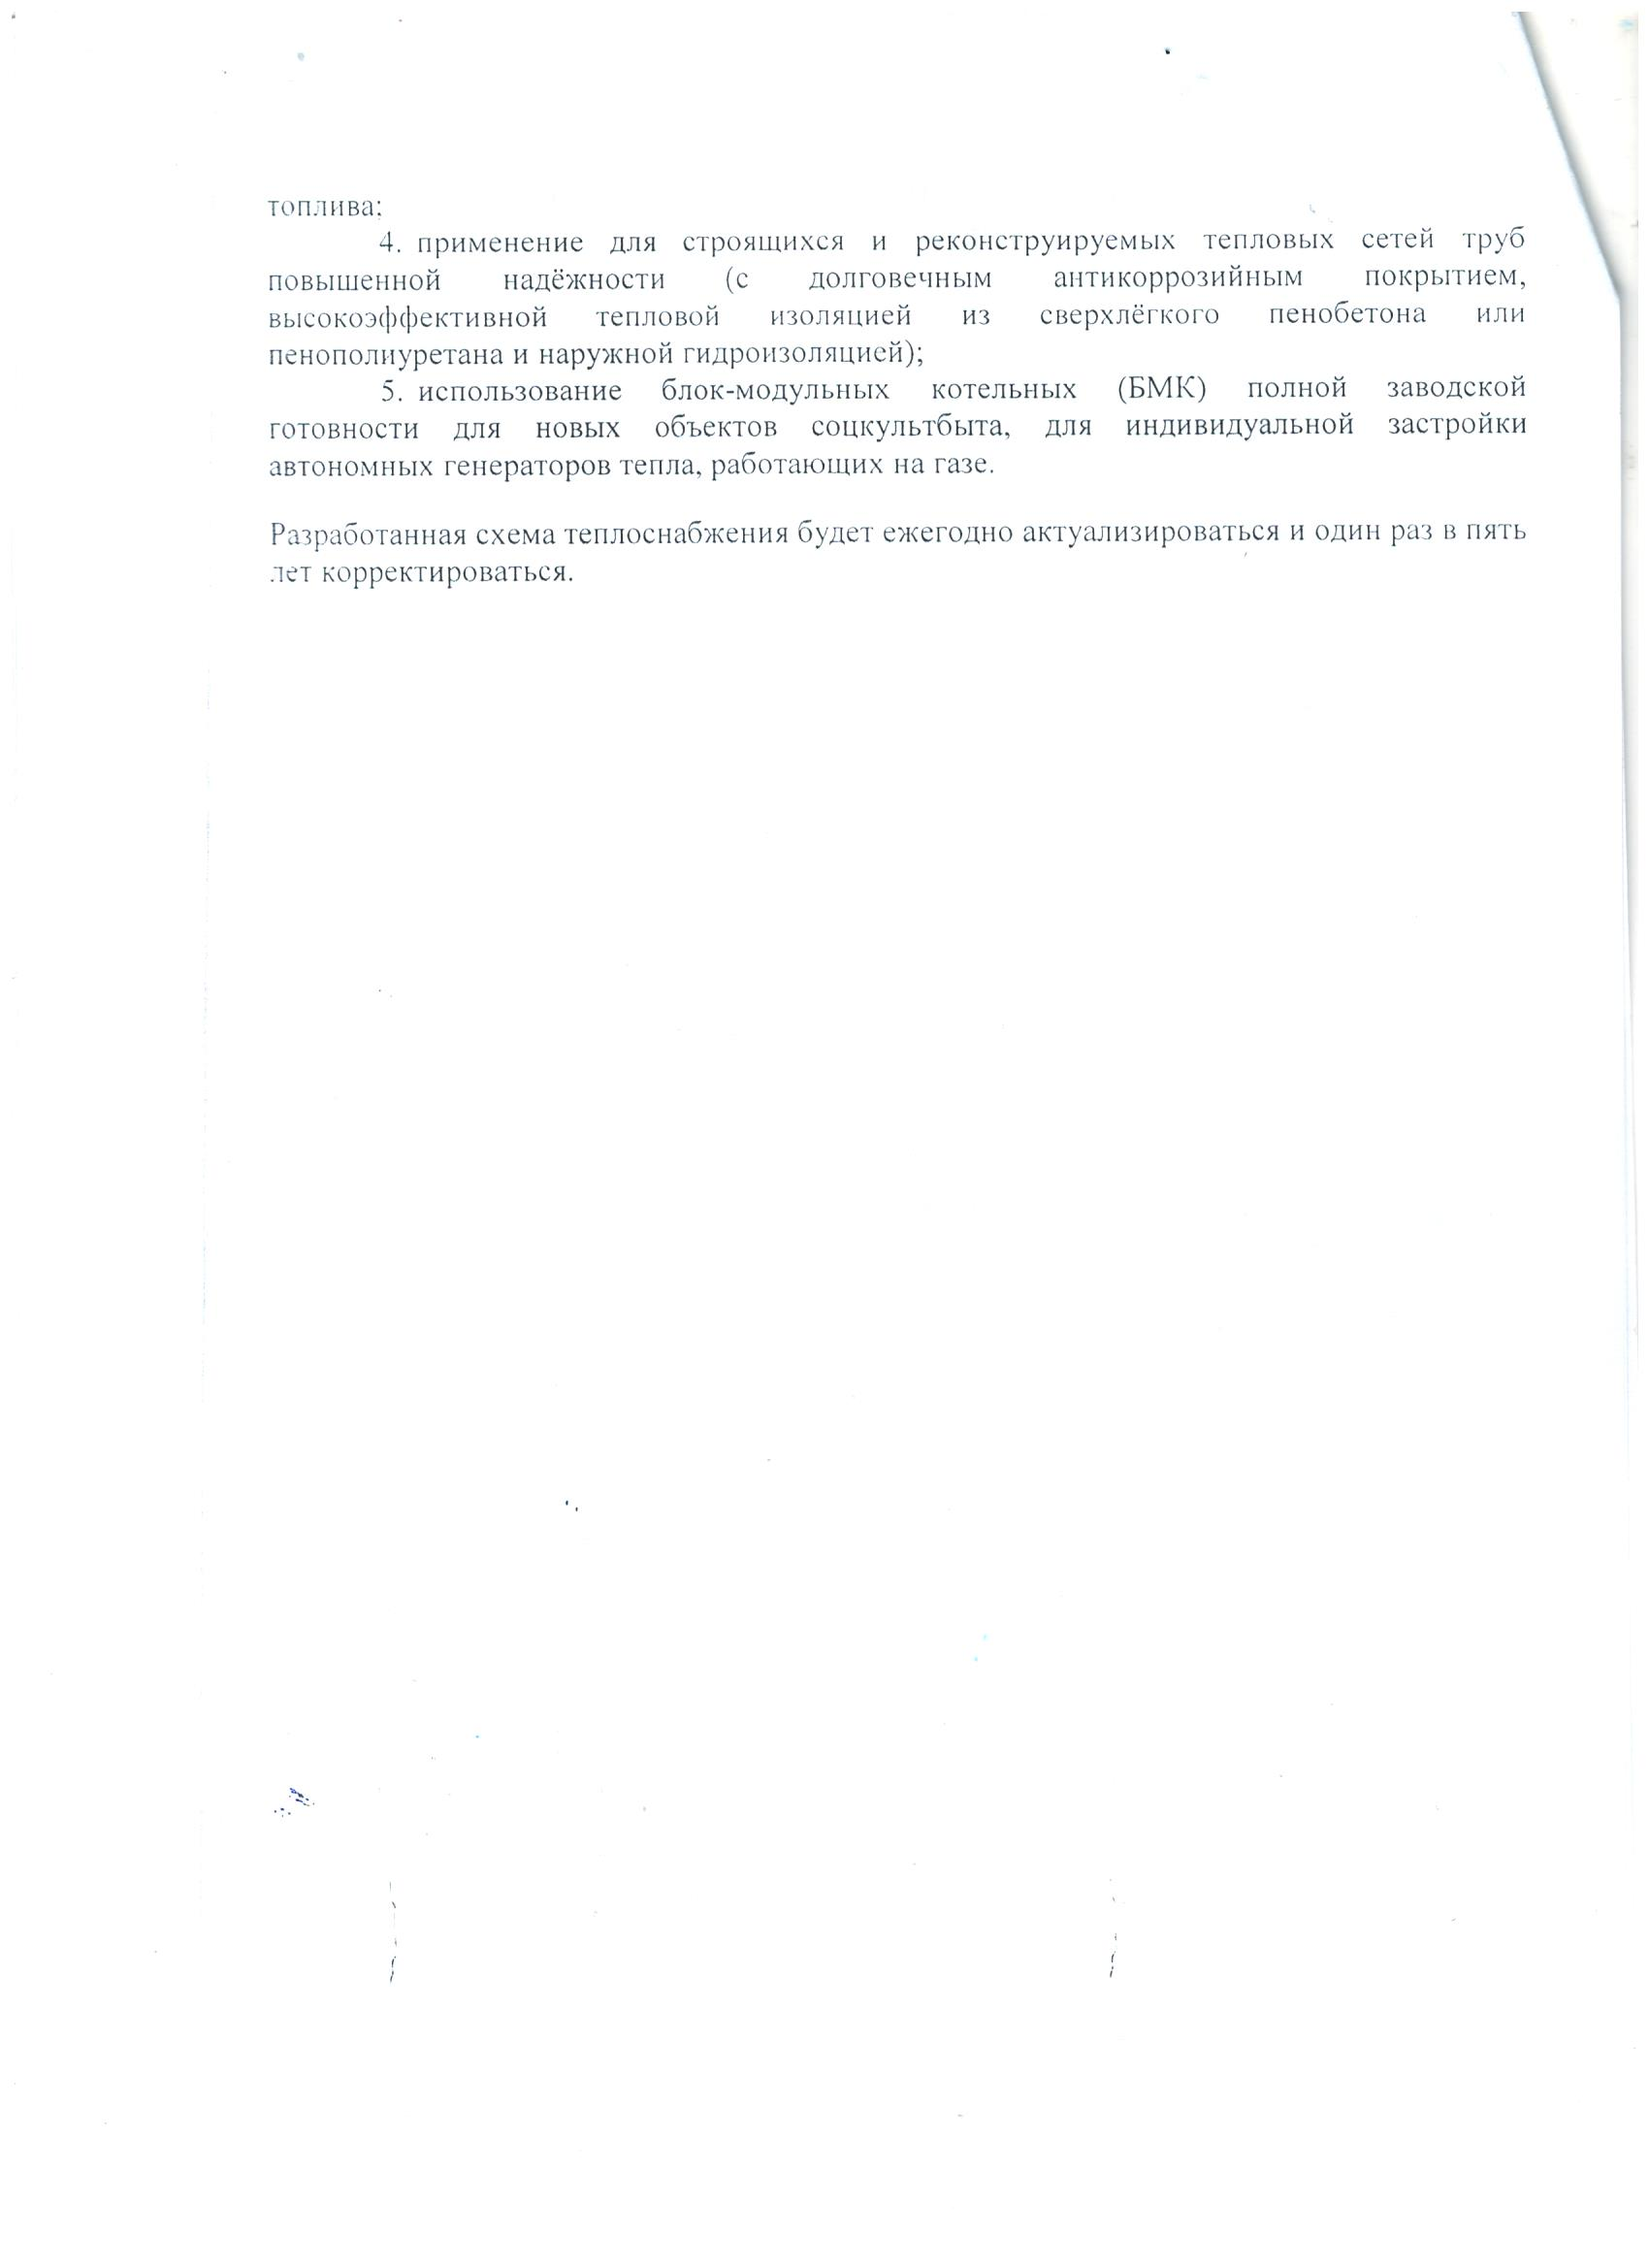 топлива;
4. применение для строящихся и реконструируемых тепловых сетей труб
повышенной надёжности (с долговечным антикоррозийным покрытием,
высокоэффективной тепловой изоляцией из сверхлёгкого пенобетона или
пенополиуретана и наружной гидроизоляцией);
5. использование блок-модульных котельных (БМК) полной заводской
готовности для новых объектов соцкультбыта, для индивидуальной застройки
автономных генераторов тепла, работающих на газе.
Разработанная схема теплоснабжения будет ежегодно актуализироваться и один раз в пять
лет корректироваться.